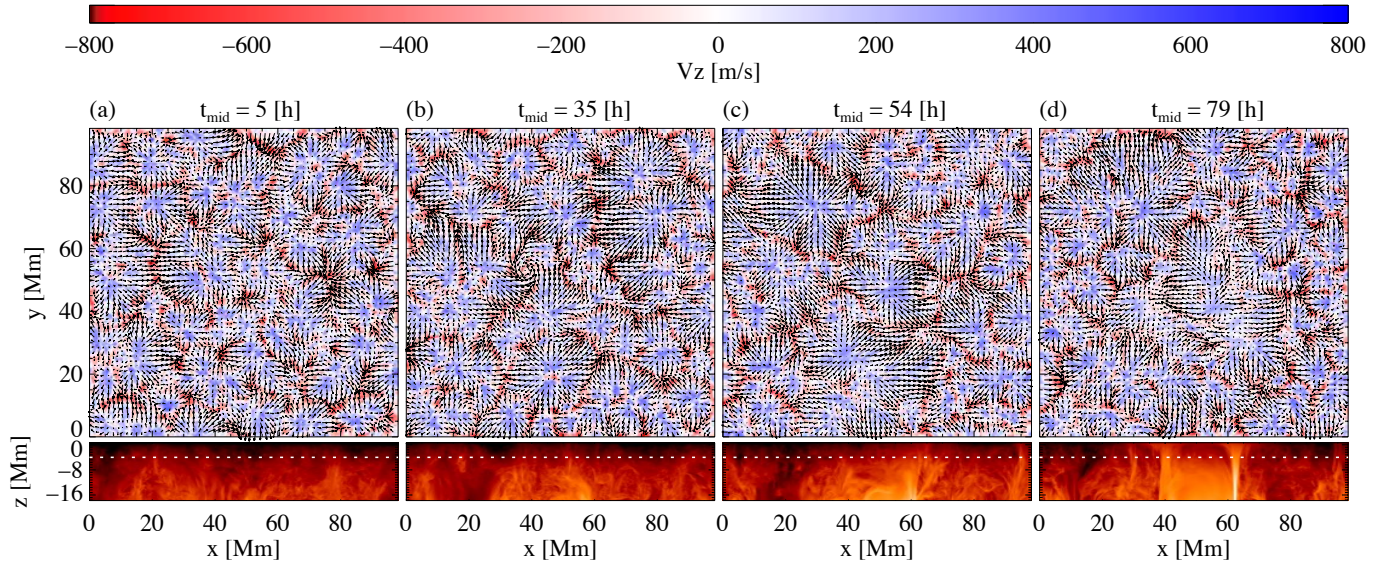 −800 −600 −400 −200 0 200 400 600 800
Vz [m/s]
(a) t_mid = 5 [h] (b) t_mid = 35 [h] (c) t_mid = 54 [h] (d) t_mid = 79 [h]
80
60
y [Mm]
40
20
0
0
z [Mm]
−8
−16
0 20 40 60 80 0 20 40 60 80 0 20 40 60 80 0 20 40 60 80
x [Mm] x [Mm] x [Mm] x [Mm]